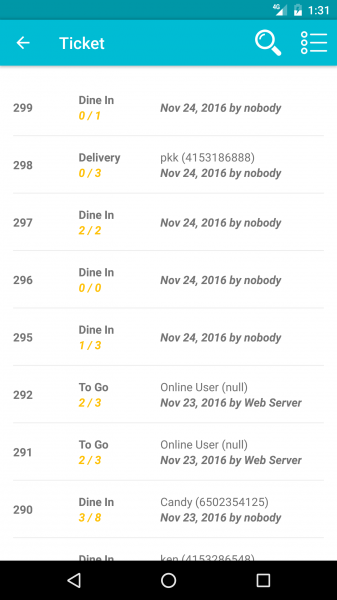 4G 1:31
Ticket
299 Dine In
0 / 1 Nov 24, 2016 by nobody
298 Delivery pkk (4153186888)
0 / 3 Nov 24, 2016 by nobody
297 Dine In
2 / 2 Nov 24, 2016 by nobody
296 Dine In
0 / 0 Nov 24, 2016 by nobody
295 Dine In
1 / 3 Nov 24, 2016 by nobody
292 To Go Online User (null)
2 / 3 Nov 23, 2016 by Web Server
291 To Go Online User (null)
2 / 3 Nov 23, 2016 by Web Server
290 Dine In Candy (6502354125)
3 / 8 Nov 23, 2016 by nobody
Dine In ken (4153286548)